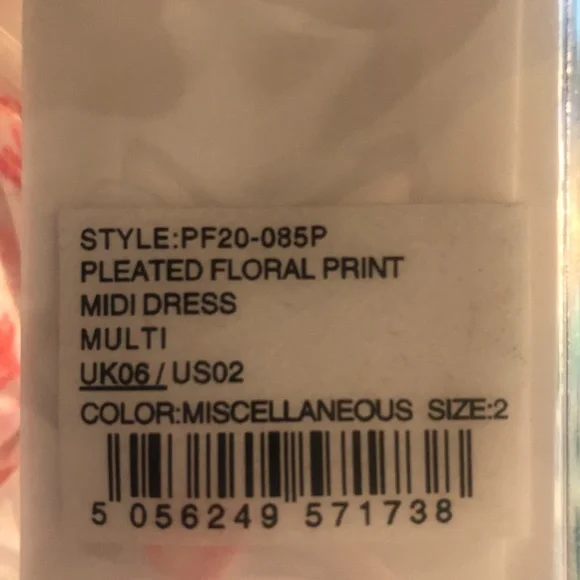 STYLE:PF20-085P
PLEATED FLORAL PRINT
MIDI DRESS
MULTI
UK06 / US02
COLOR:MISCELLANEOUS SIZE:2
5 056249 571738